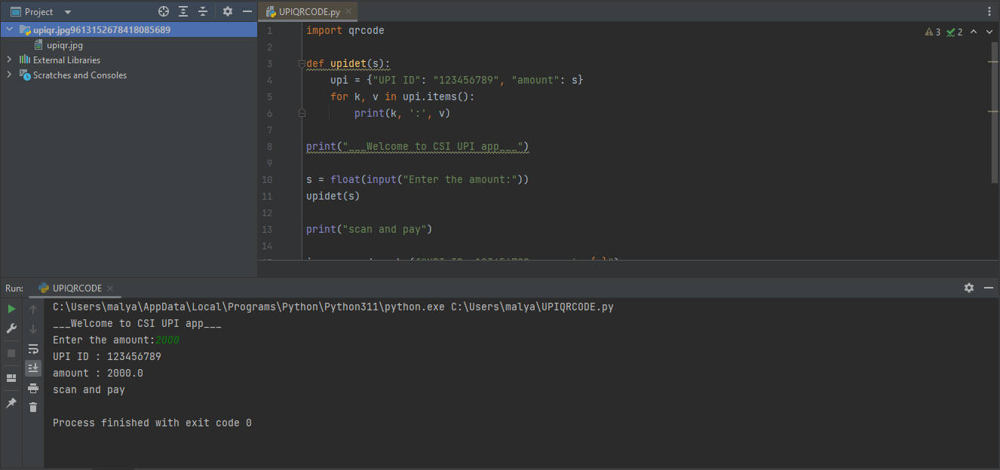 Project
UPIQRCODE.py
upiqr.jpg9613152678418085689
upiqr.jpg
External Libraries
Scratches and Consoles
3 2
1 import qrcode
2
3 def upidet(s):
4 upi = {"UPI ID": "123456789", "amount": s}
5 for k, v in upi.items():
6 print(k, ':', v)
7
8 print("___Welcome to CSI UPI app___")
9
10 s = float(input("Enter the amount:"))
11 upidet(s)
12
13 print("scan and pay")
14
Run: UPIQRCODE
C:\Users\malya\AppData\Local\Programs\Python\Python311\python.exe C:\Users\malya\UPIQRCODE.py
___Welcome to CSI UPI app___
Enter the amount:2000
UPI ID : 123456789
amount : 2000.0
scan and pay
Process finished with exit code 0